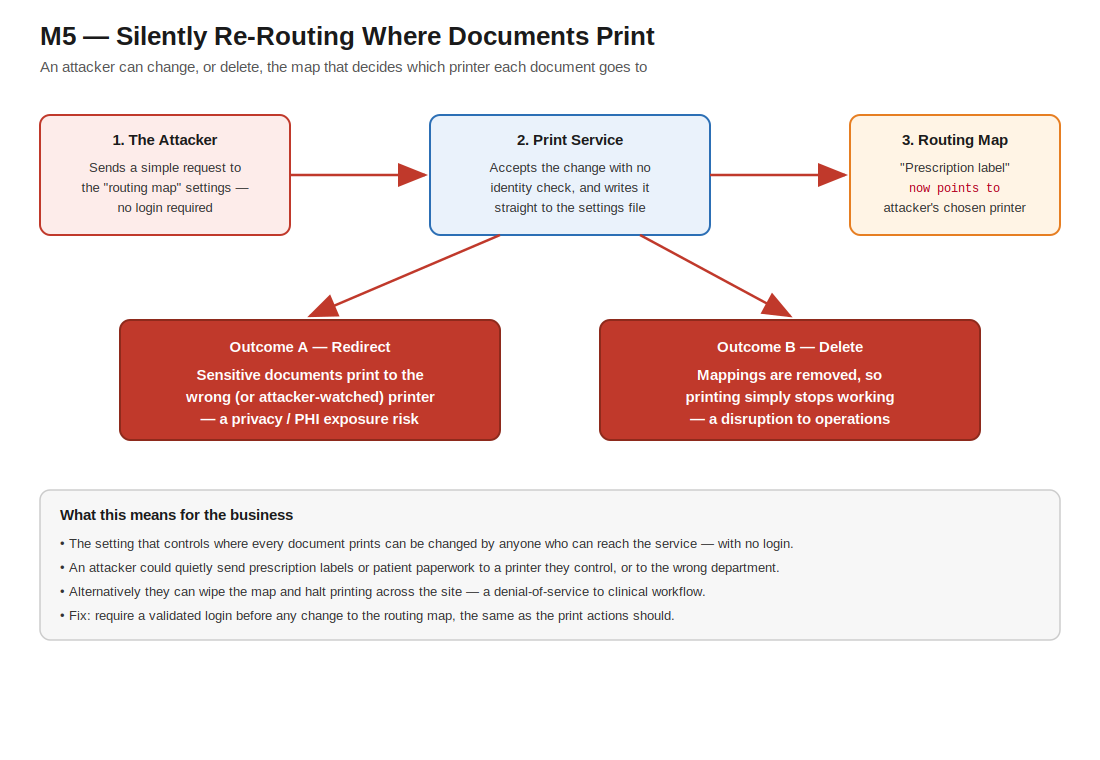 M5 — Silently Re-Routing Where Documents Print
An attacker can change, or delete, the map that decides which printer each document goes to
1. The Attacker
Sends a simple request to
the "routing map" settings —
no login required
2. Print Service
Accepts the change with no
identity check, and writes it
straight to the settings file
3. Routing Map
"Prescription label"
now points to
attacker's chosen printer
Outcome A — Redirect
Sensitive documents print to the
wrong (or attacker-watched) printer
— a privacy / PHI exposure risk
Outcome B — Delete
Mappings are removed, so
printing simply stops working
— a disruption to operations
What this means for the business
• The setting that controls where every document prints can be changed by anyone who can reach the service — with no login.
• An attacker could quietly send prescription labels or patient paperwork to a printer they control, or to the wrong department.
• Alternatively they can wipe the map and halt printing across the site — a denial-of-service to clinical workflow.
• Fix: require a validated login before any change to the routing map, the same as the print actions should.